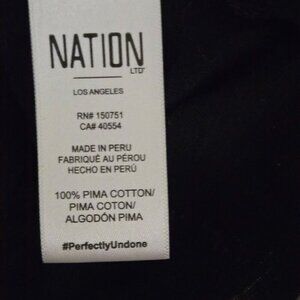 NATION
LTD
LOS ANGELES
RN# 150751
CA# 40554
MADE IN PERU
FABRIQUÉ AU PÉROU
HECHO EN PERÚ
100% PIMA COTTON/
PIMA COTON/
ALGODÓN PIMA
#PerfectlyUndone